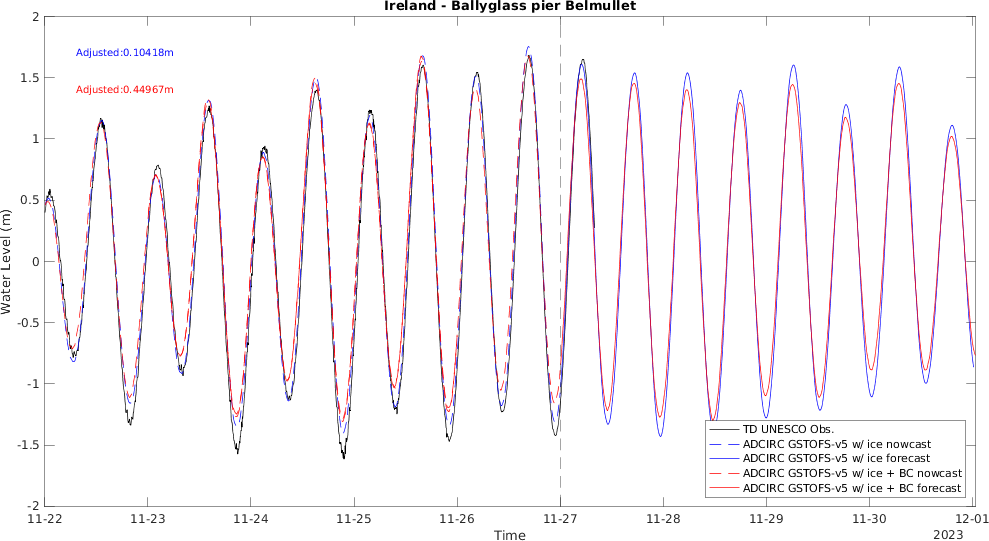 Ireland - Ballyglass pier Belmullet
Adjusted:0.10418m
Adjusted:0.44967m
2
1.5
1
0.5
0
-0.5
-1
-1.5
-2
Water Level (m)
TD UNESCO Obs.
ADCIRC GSTOFS-v5 w/ ice nowcast
ADCIRC GSTOFS-v5 w/ ice forecast
ADCIRC GSTOFS-v5 w/ ice + BC nowcast
ADCIRC GSTOFS-v5 w/ ice + BC forecast
11-22 11-23 11-24 11-25 11-26 11-27 11-28 11-29 11-30 12-01
Time
2023